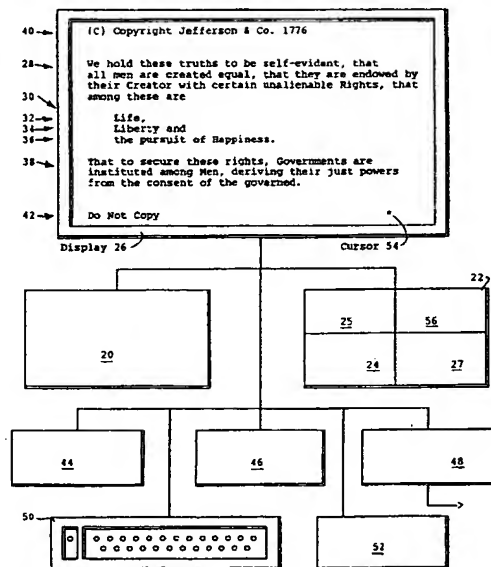 40 (C) Copyright Jefferson & Co. 1776
28 We hold these truths to be self-evident, that
all men are created equal, that they are endowed by
their Creator with certain unalienable Rights, that
30 among these are
32 Life,
34 Liberty and
36 the pursuit of Happiness.
38 That to secure these rights, Governments are
instituted among Men, deriving their just powers
from the consent of the governed.
42 Do Not Copy
Display 26 Cursor 54
22
25 56
20
24 27
44 46 48
50
52